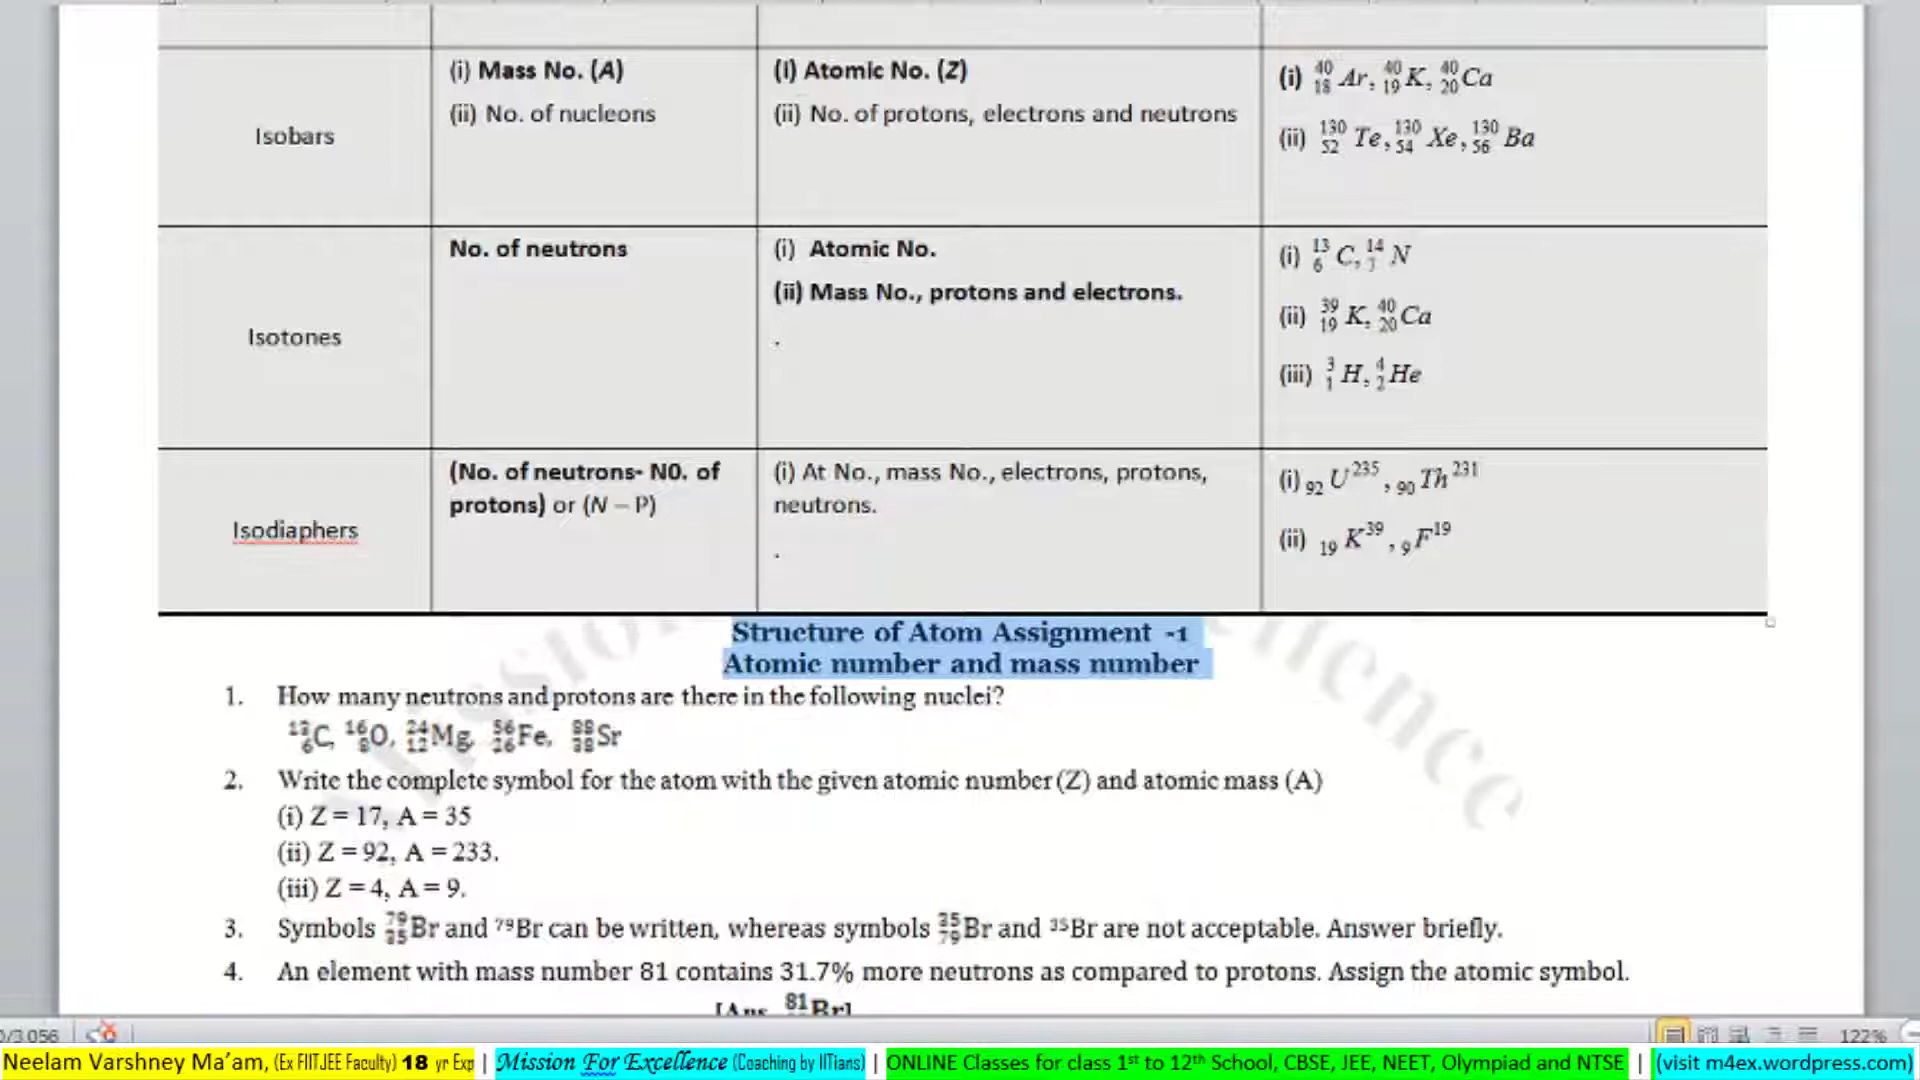 Isobars
(i) Mass No. (A)
(ii) No. of nucleons
(i) Atomic No. (Z)
(ii) No. of protons, electrons and neutrons
(i) ⁴⁰₁₈Ar, ⁴⁰₁₉K, ⁴⁰₂₀Ca
(ii) ¹³⁰₅₂Te, ¹³⁰₅₄Xe, ¹³⁰₅₆Ba
Isotones
No. of neutrons
(i) Atomic No.
(ii) Mass No., protons and electrons.
.
(i) ¹³₆C, ¹⁴₇N
(ii) ³⁹₁₉K, ⁴⁰₂₀Ca
(iii) ³₁H, ⁴₂He
Isodiaphers
(No. of neutrons- N0. of
protons) or (N – P)
(i) At No., mass No., electrons, protons,
neutrons.
.
(i) ₉₂U²³⁵, ₉₀Th²³¹
(ii) ₁₉K³⁹, ₉F¹⁹
Structure of Atom Assignment -1
Atomic number and mass number
1. How many neutrons and protons are there in the following nuclei?
¹³₆C, ¹⁶₈O, ²⁴₁₂Mg, ⁵⁶₂₆Fe, ⁸⁸₃₈Sr
2. Write the complete symbol for the atom with the given atomic number (Z) and atomic mass (A)
(i) Z = 17, A = 35
(ii) Z = 92, A = 233.
(iii) Z = 4, A = 9.
3. Symbols ⁷⁹₃₅Br and ⁷⁹Br can be written, whereas symbols ³⁵₇₉Br and ³⁵Br are not acceptable. Answer briefly.
4. An element with mass number 81 contains 31.7% more neutrons as compared to protons. Assign the atomic symbol.
[Ans. ⁸¹Br]
0/3,056
122%
Neelam Varshney Ma’am, (Ex FIITJEE Faculty) 18 yr Exp | Mission For Excellence (Coaching by IITians) | ONLINE Classes for class 1ˢᵗ to 12ᵗʰ School, CBSE, JEE, NEET, Olympiad and NTSE | (visit m4ex.wordpress.com)